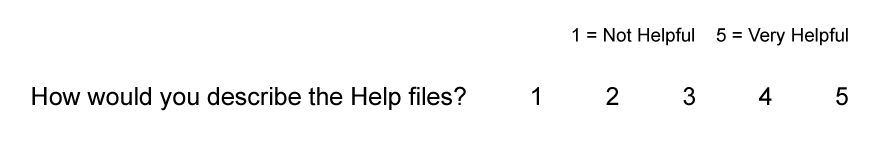 1 = Not Helpful 5 = Very Helpful
How would you describe the Help files? 1 2 3 4 5